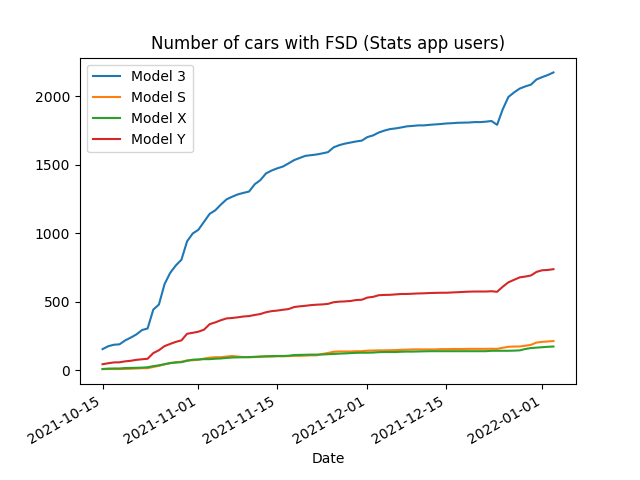 Number of cars with FSD (Stats app users)
Model 3
Model S
Model X
Model Y
2000
1500
1000
500
0
2021-10-15
2021-11-01
2021-11-15
2021-12-01
2021-12-15
2022-01-01
Date